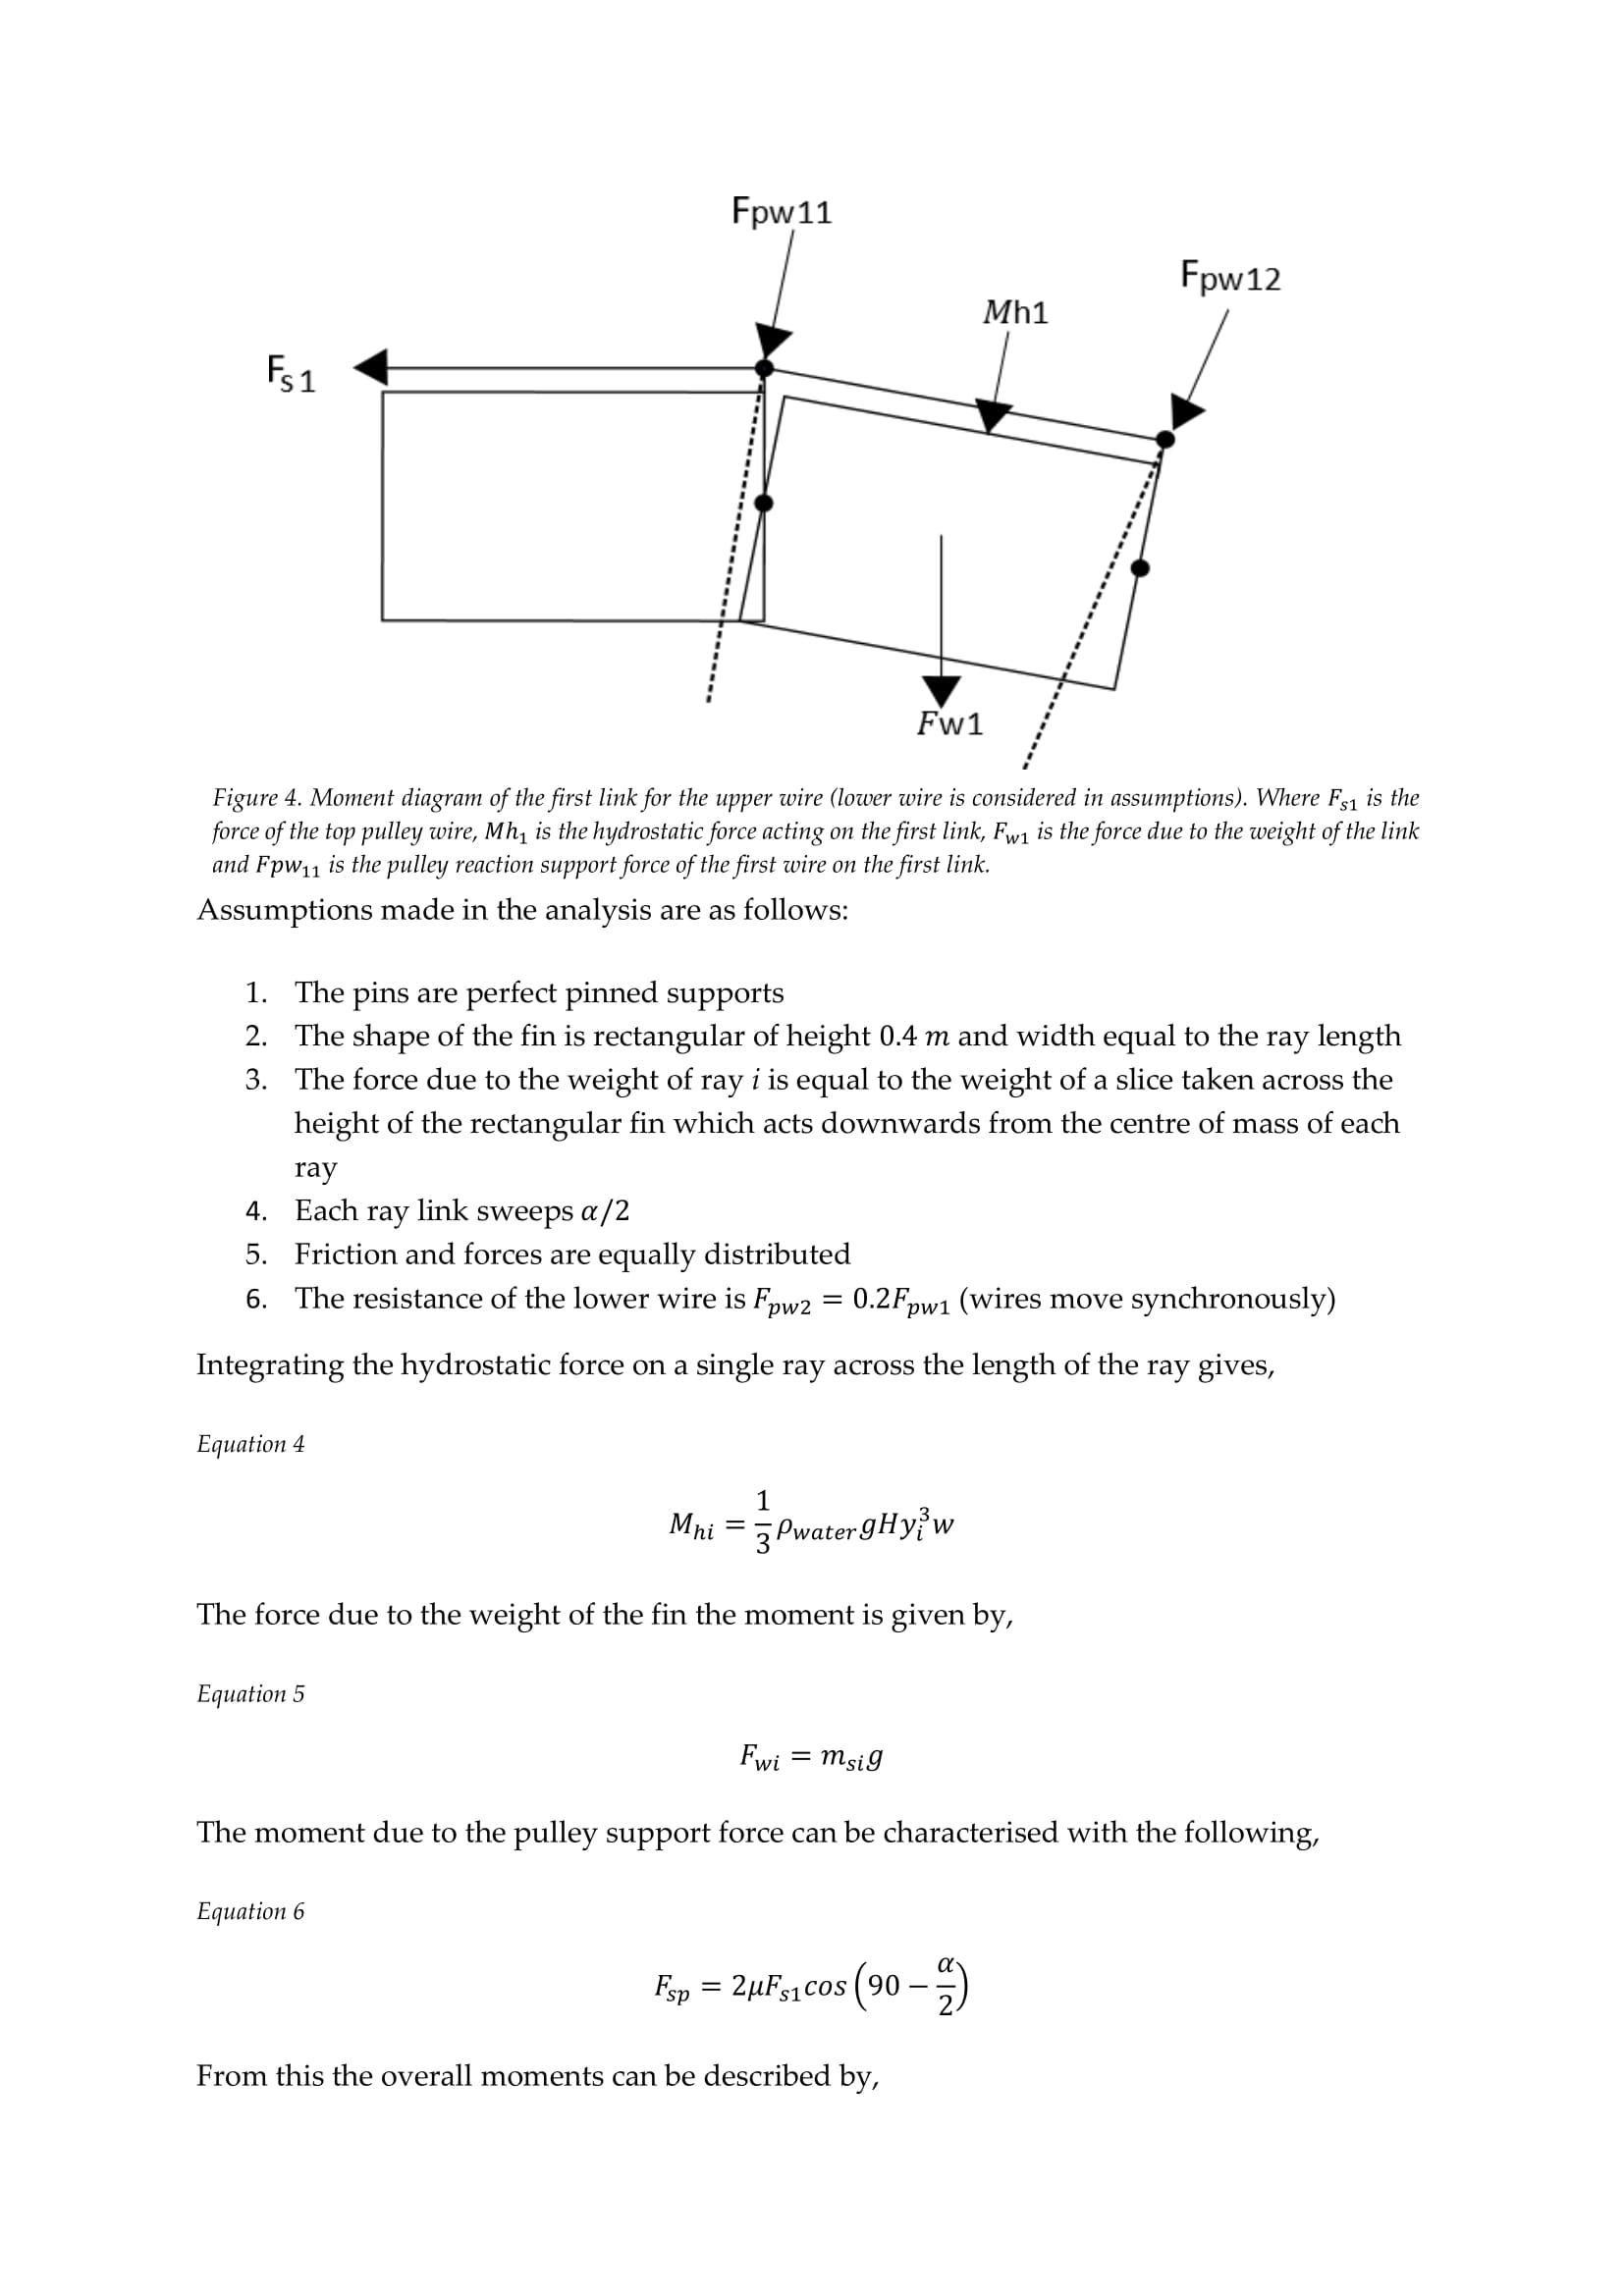 Fpw11
Fpw12
Mh1
Fs1
Fw1
Figure 4. Moment diagram of the first link for the upper wire (lower wire is considered in assumptions). Where F_{s1} is the
force of the top pulley wire, Mh_1 is the hydrostatic force acting on the first link, F_{w1} is the force due to the weight of the link
and Fpw_{11} is the pulley reaction support force of the first wire on the first link.
Assumptions made in the analysis are as follows:
1. The pins are perfect pinned supports
2. The shape of the fin is rectangular of height 0.4 m and width equal to the ray length
3. The force due to the weight of ray i is equal to the weight of a slice taken across the
height of the rectangular fin which acts downwards from the centre of mass of each
ray
4. Each ray link sweeps α/2
5. Friction and forces are equally distributed
6. The resistance of the lower wire is F_{pw2} = 0.2F_{pw1} (wires move synchronously)
Integrating the hydrostatic force on a single ray across the length of the ray gives,
Equation 4
M_{hi} = \frac{1}{3} ρ_{water} g H y_i^3 w
The force due to the weight of the fin the moment is given by,
Equation 5
F_{wi} = m_{si} g
The moment due to the pulley support force can be characterised with the following,
Equation 6
F_{sp} = 2μF_{s1} cos (90 − \frac{α}{2})
From this the overall moments can be described by,